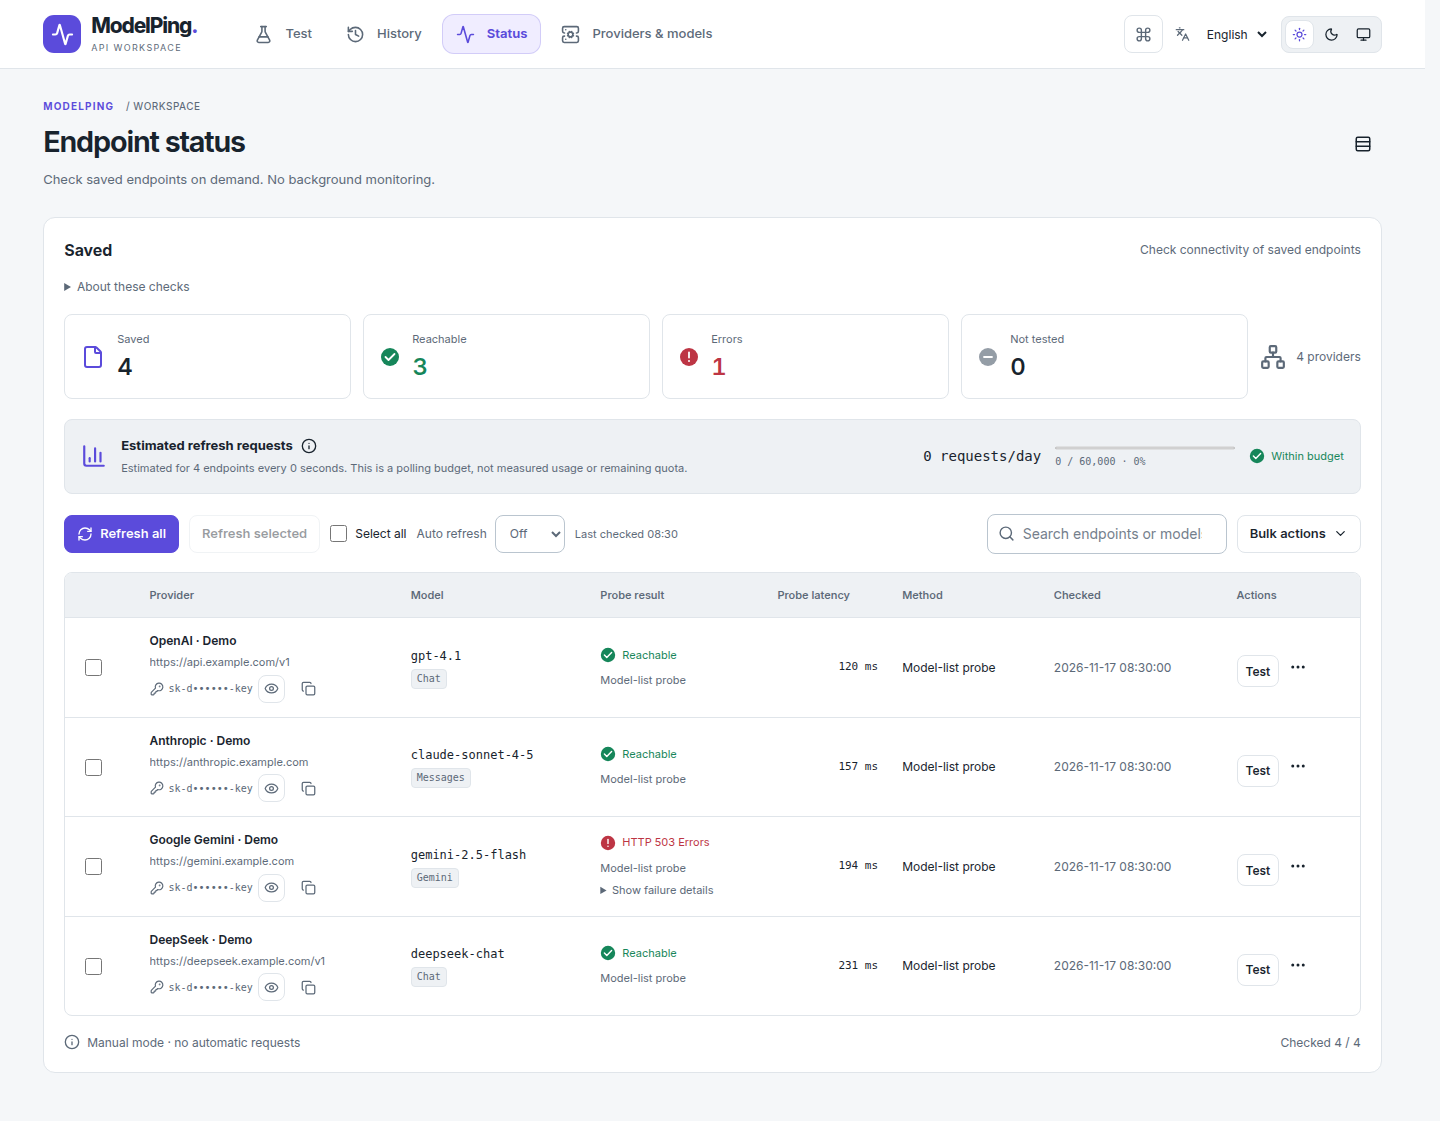 ModelPing.
API WORKSPACE
Test
History
Status
Providers & models
English
MODELPING / WORKSPACE
Endpoint status
Check saved endpoints on demand. No background monitoring.
Saved
Check connectivity of saved endpoints
About these checks
Saved
4
Reachable
3
Errors
1
Not tested
0
4 providers
Estimated refresh requests
Estimated for 4 endpoints every 0 seconds. This is a polling budget, not measured usage or remaining quota.
0 requests/day
0 / 60,000 · 0%
Within budget
Refresh all
Refresh selected
Select all
Auto refresh
Off
Last checked 08:30
Search endpoints or model
Bulk actions
Provider Model Probe result Probe latency Method Checked Actions
OpenAI · Demo
https://api.example.com/v1
sk-d••••••-key
gpt-4.1
Chat
Reachable
Model-list probe
120 ms
Model-list probe
2026-11-17 08:30:00
Test
Anthropic · Demo
https://anthropic.example.com
sk-d••••••-key
claude-sonnet-4-5
Messages
Reachable
Model-list probe
157 ms
Model-list probe
2026-11-17 08:30:00
Test
Google Gemini · Demo
https://gemini.example.com
sk-d••••••-key
gemini-2.5-flash
Gemini
HTTP 503 Errors
Model-list probe
Show failure details
194 ms
Model-list probe
2026-11-17 08:30:00
Test
DeepSeek · Demo
https://deepseek.example.com/v1
sk-d••••••-key
deepseek-chat
Chat
Reachable
Model-list probe
231 ms
Model-list probe
2026-11-17 08:30:00
Test
Manual mode · no automatic requests
Checked 4 / 4